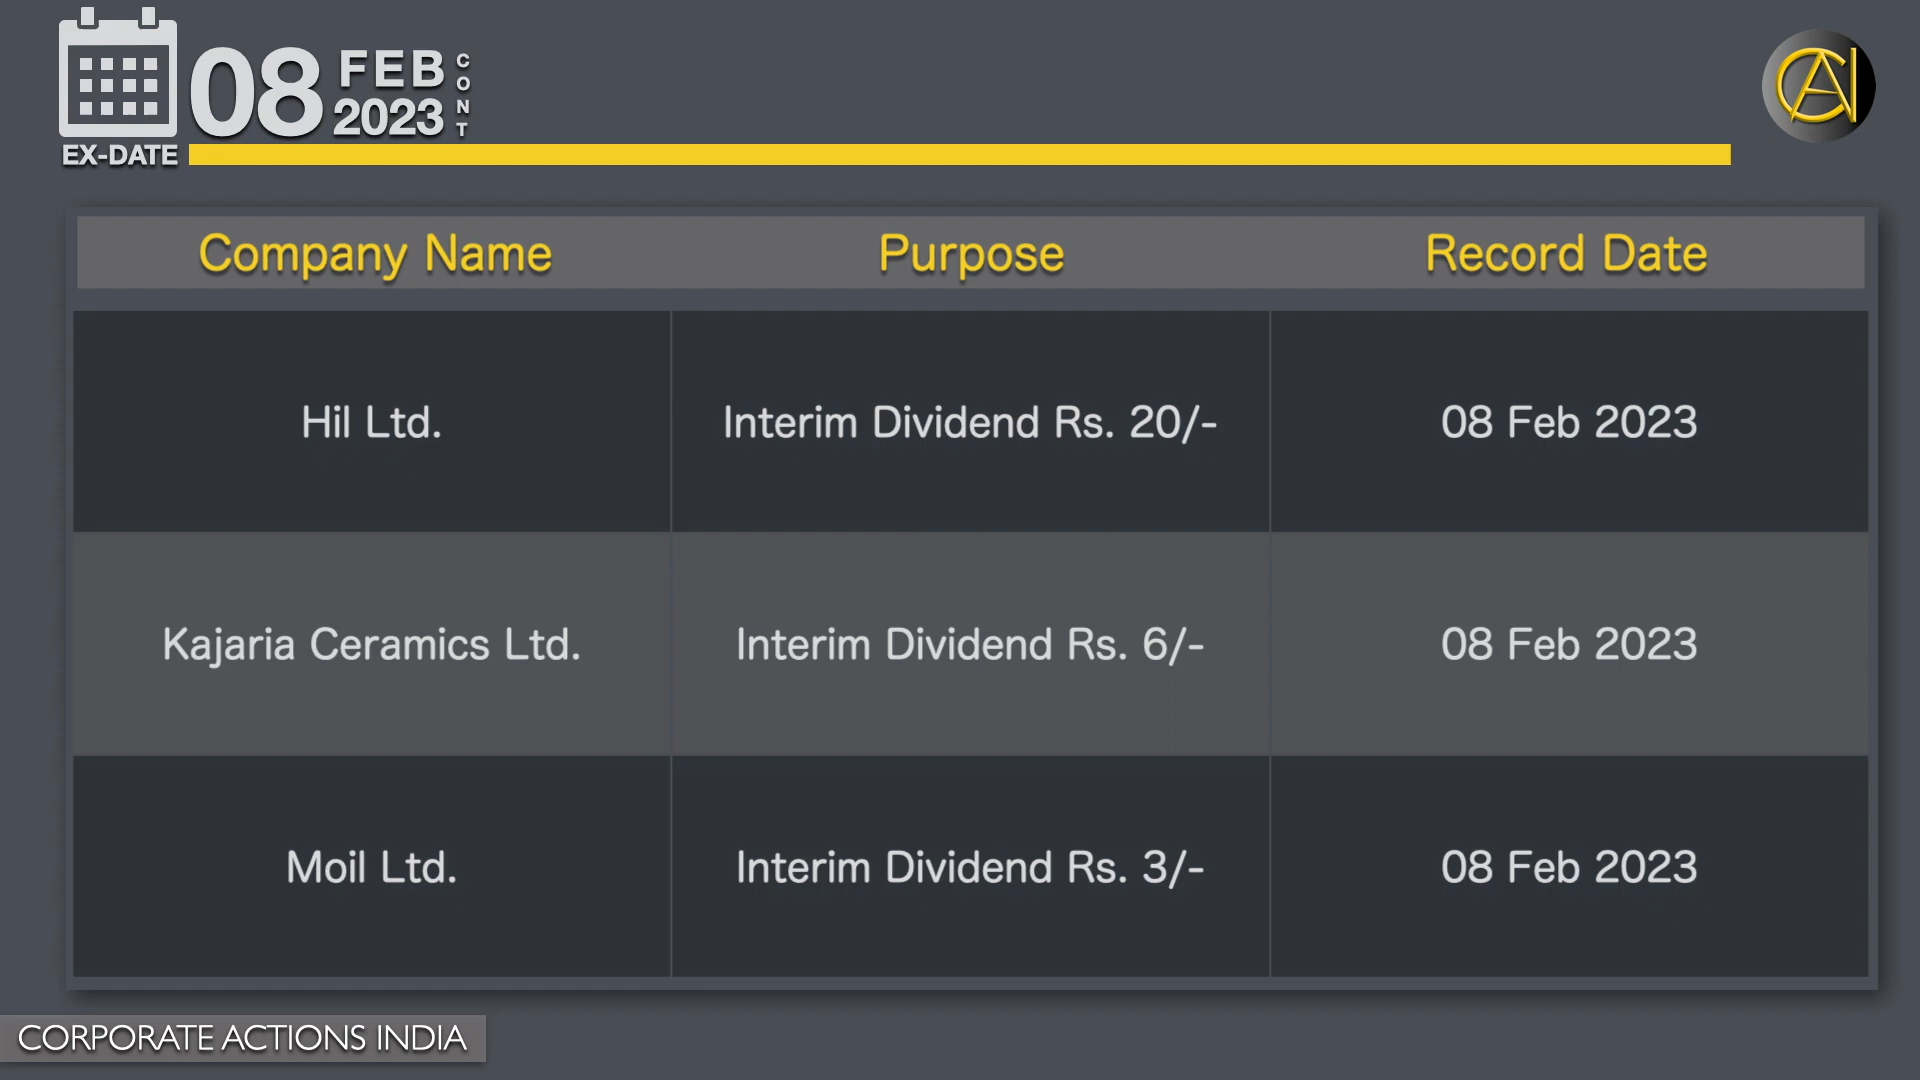 08 FEB 2023 CONT
EX-DATE
CAI
Company Name Purpose Record Date
Hil Ltd. Interim Dividend Rs. 20/- 08 Feb 2023
Kajaria Ceramics Ltd. Interim Dividend Rs. 6/- 08 Feb 2023
Moil Ltd. Interim Dividend Rs. 3/- 08 Feb 2023
CORPORATE ACTIONS INDIA